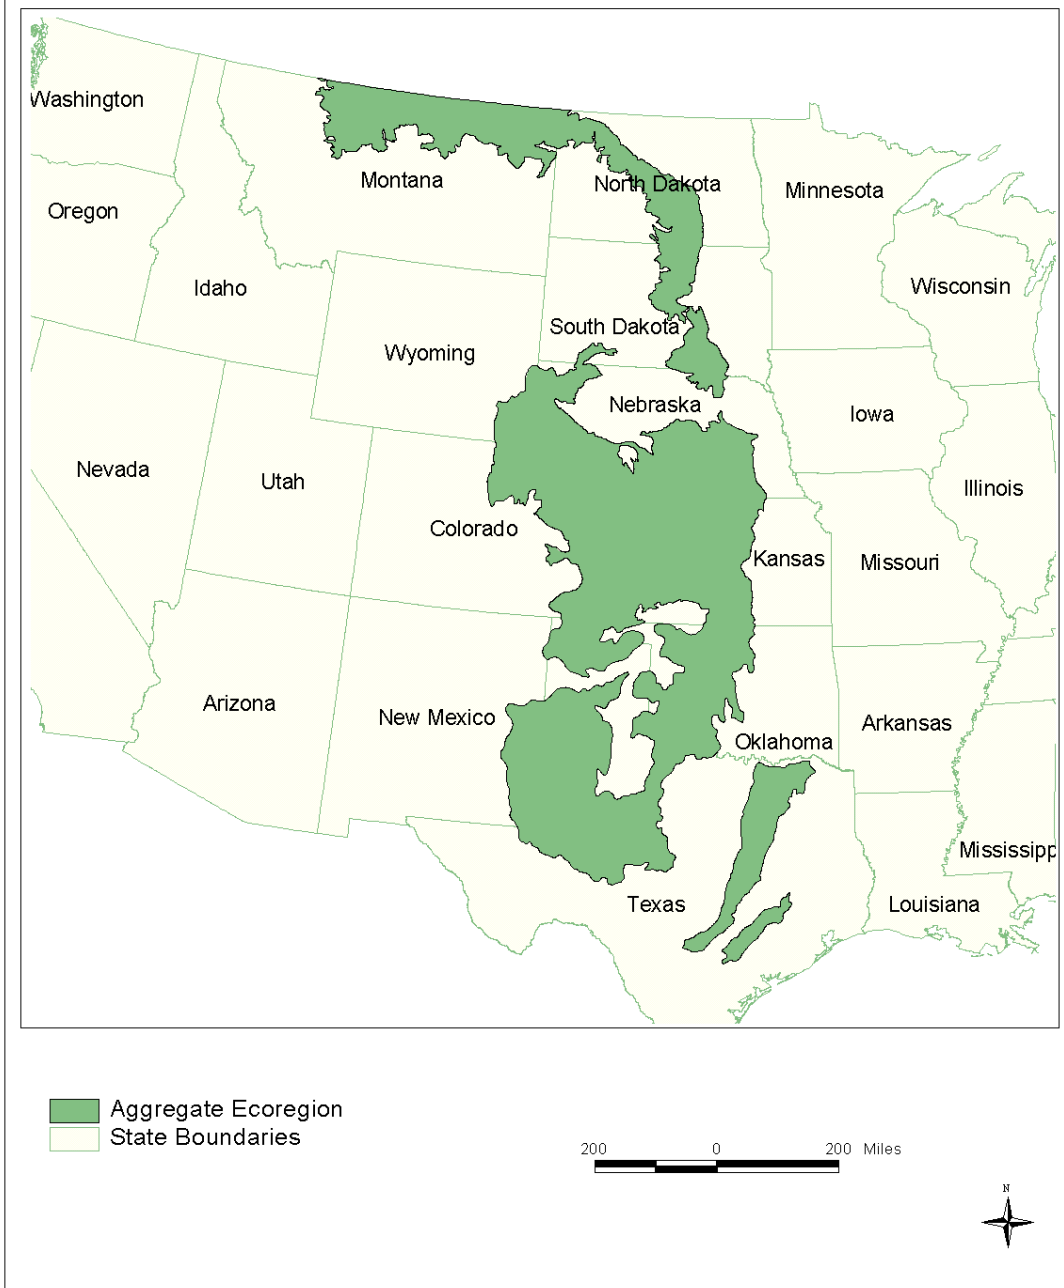 Washington
Montana
North Dakota
Minnesota
Oregon
Idaho
Wisconsin
South Dakota
Wyoming
Nebraska
Iowa
Nevada
Utah
Illinois
Colorado
Kansas
Missouri
Arizona
New Mexico
Arkansas
Oklahoma
Mississipp
Texas
Louisiana
Aggregate Ecoregion
State Boundaries
200 0 200 Miles
N